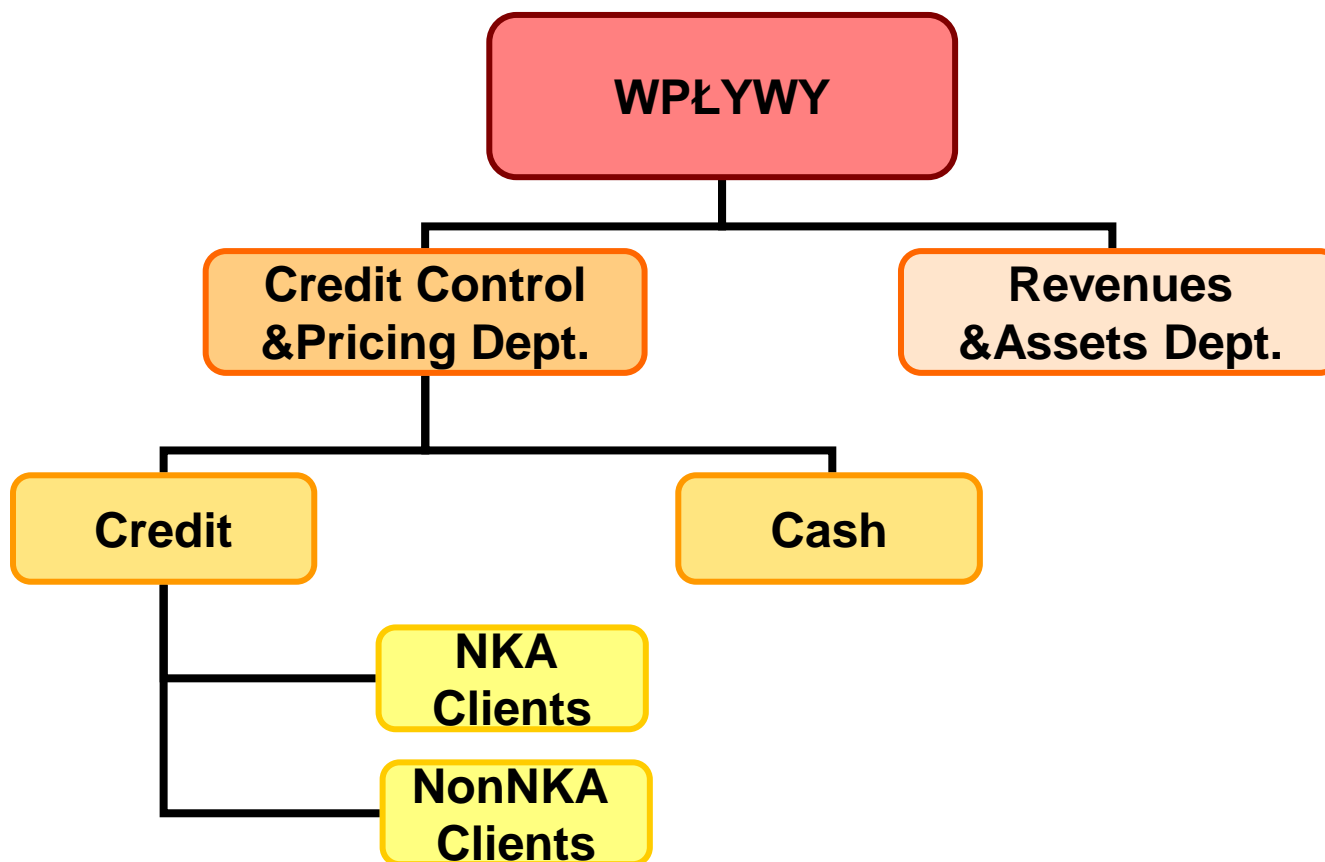 WPŁYWY
Credit Control
&Pricing Dept.
Revenues
&Assets Dept.
Credit
Cash
NKA
Clients
NonNKA
Clients